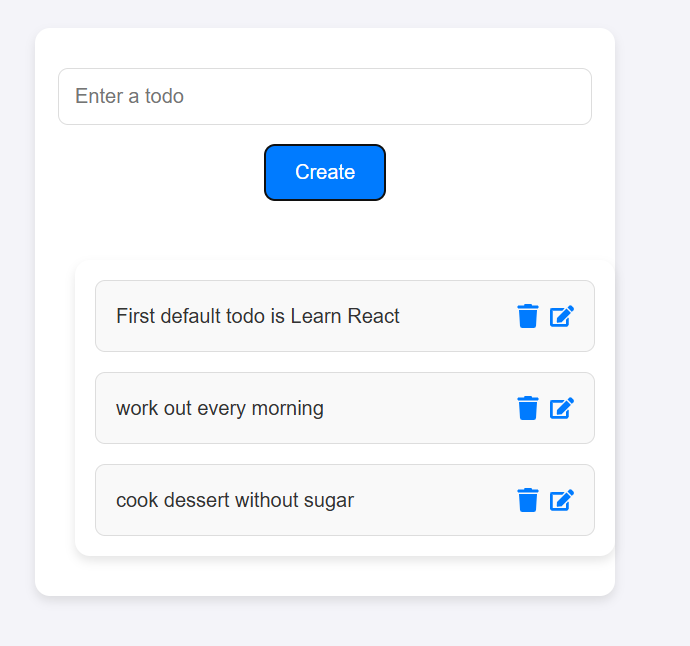 Enter a todo
Create
First default todo is Learn React
work out every morning
cook dessert without sugar